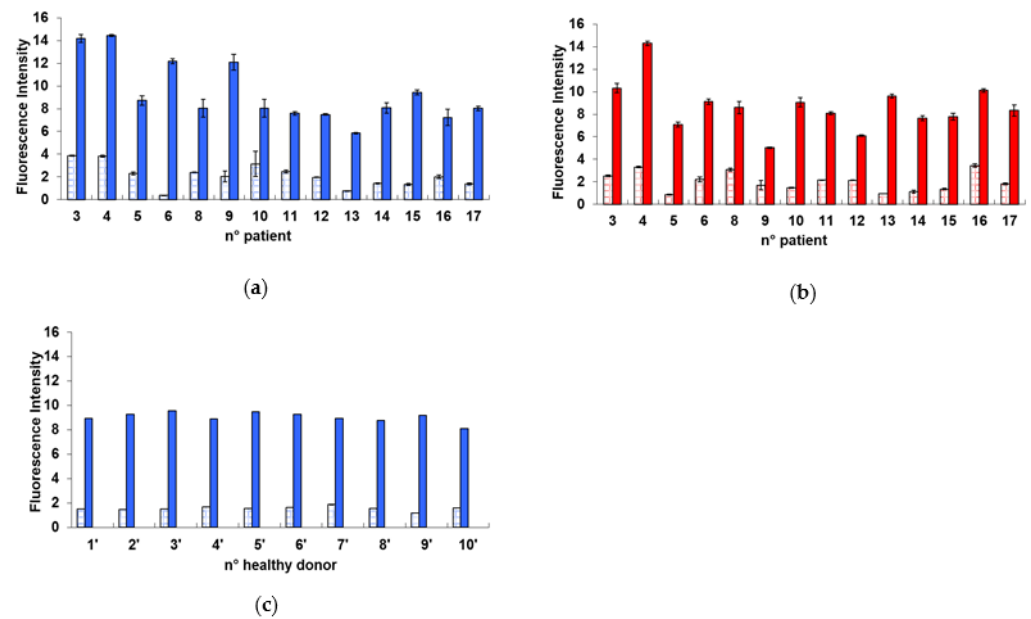 Fluorescence Intensity
16
14
12
10
8
6
4
2
0
3 4 5 6 8 9 10 11 12 13 14 15 16 17
n° patient
(a)
Fluorescence Intensity
16
14
12
10
8
6
4
2
0
3 4 5 6 8 9 10 11 12 13 14 15 16 17
n° patient
(b)
Fluorescence Intensity
16
14
12
10
8
6
4
2
0
1' 2' 3' 4' 5' 6' 7' 8' 9' 10'
n° healthy donor
(c)